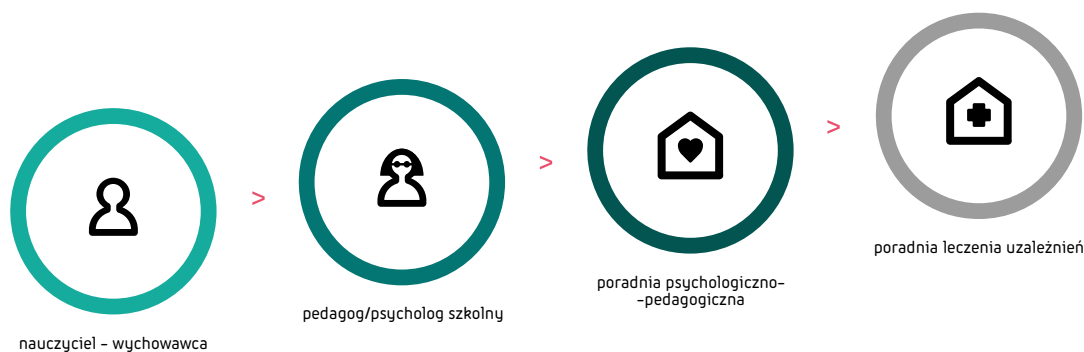 nauczyciel - wychowawca
>
pedagog/psycholog szkolny
>
poradnia psychologiczno-
-pedagogiczna
>
poradnia leczenia uzależnień